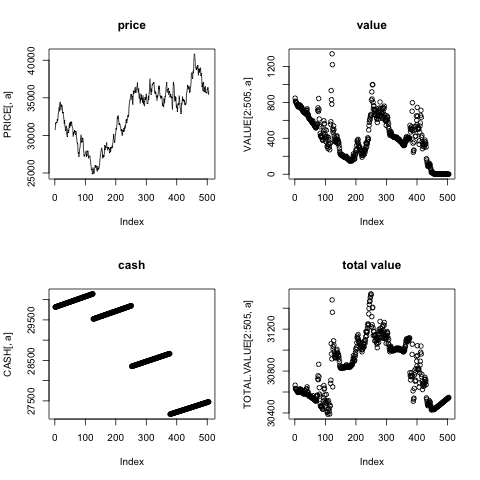 price
PRICE[, a]
25000 30000 35000 40000
0 100 200 300 400 500
Index
value
VALUE[2:505, a]
0 400 800 1200
0 100 200 300 400 500
Index
cash
CASH[, a]
27500 28500 29500
0 100 200 300 400 500
Index
total value
TOTAL.VALUE[2:505, a]
30400 30800 31200
0 100 200 300 400 500
Index